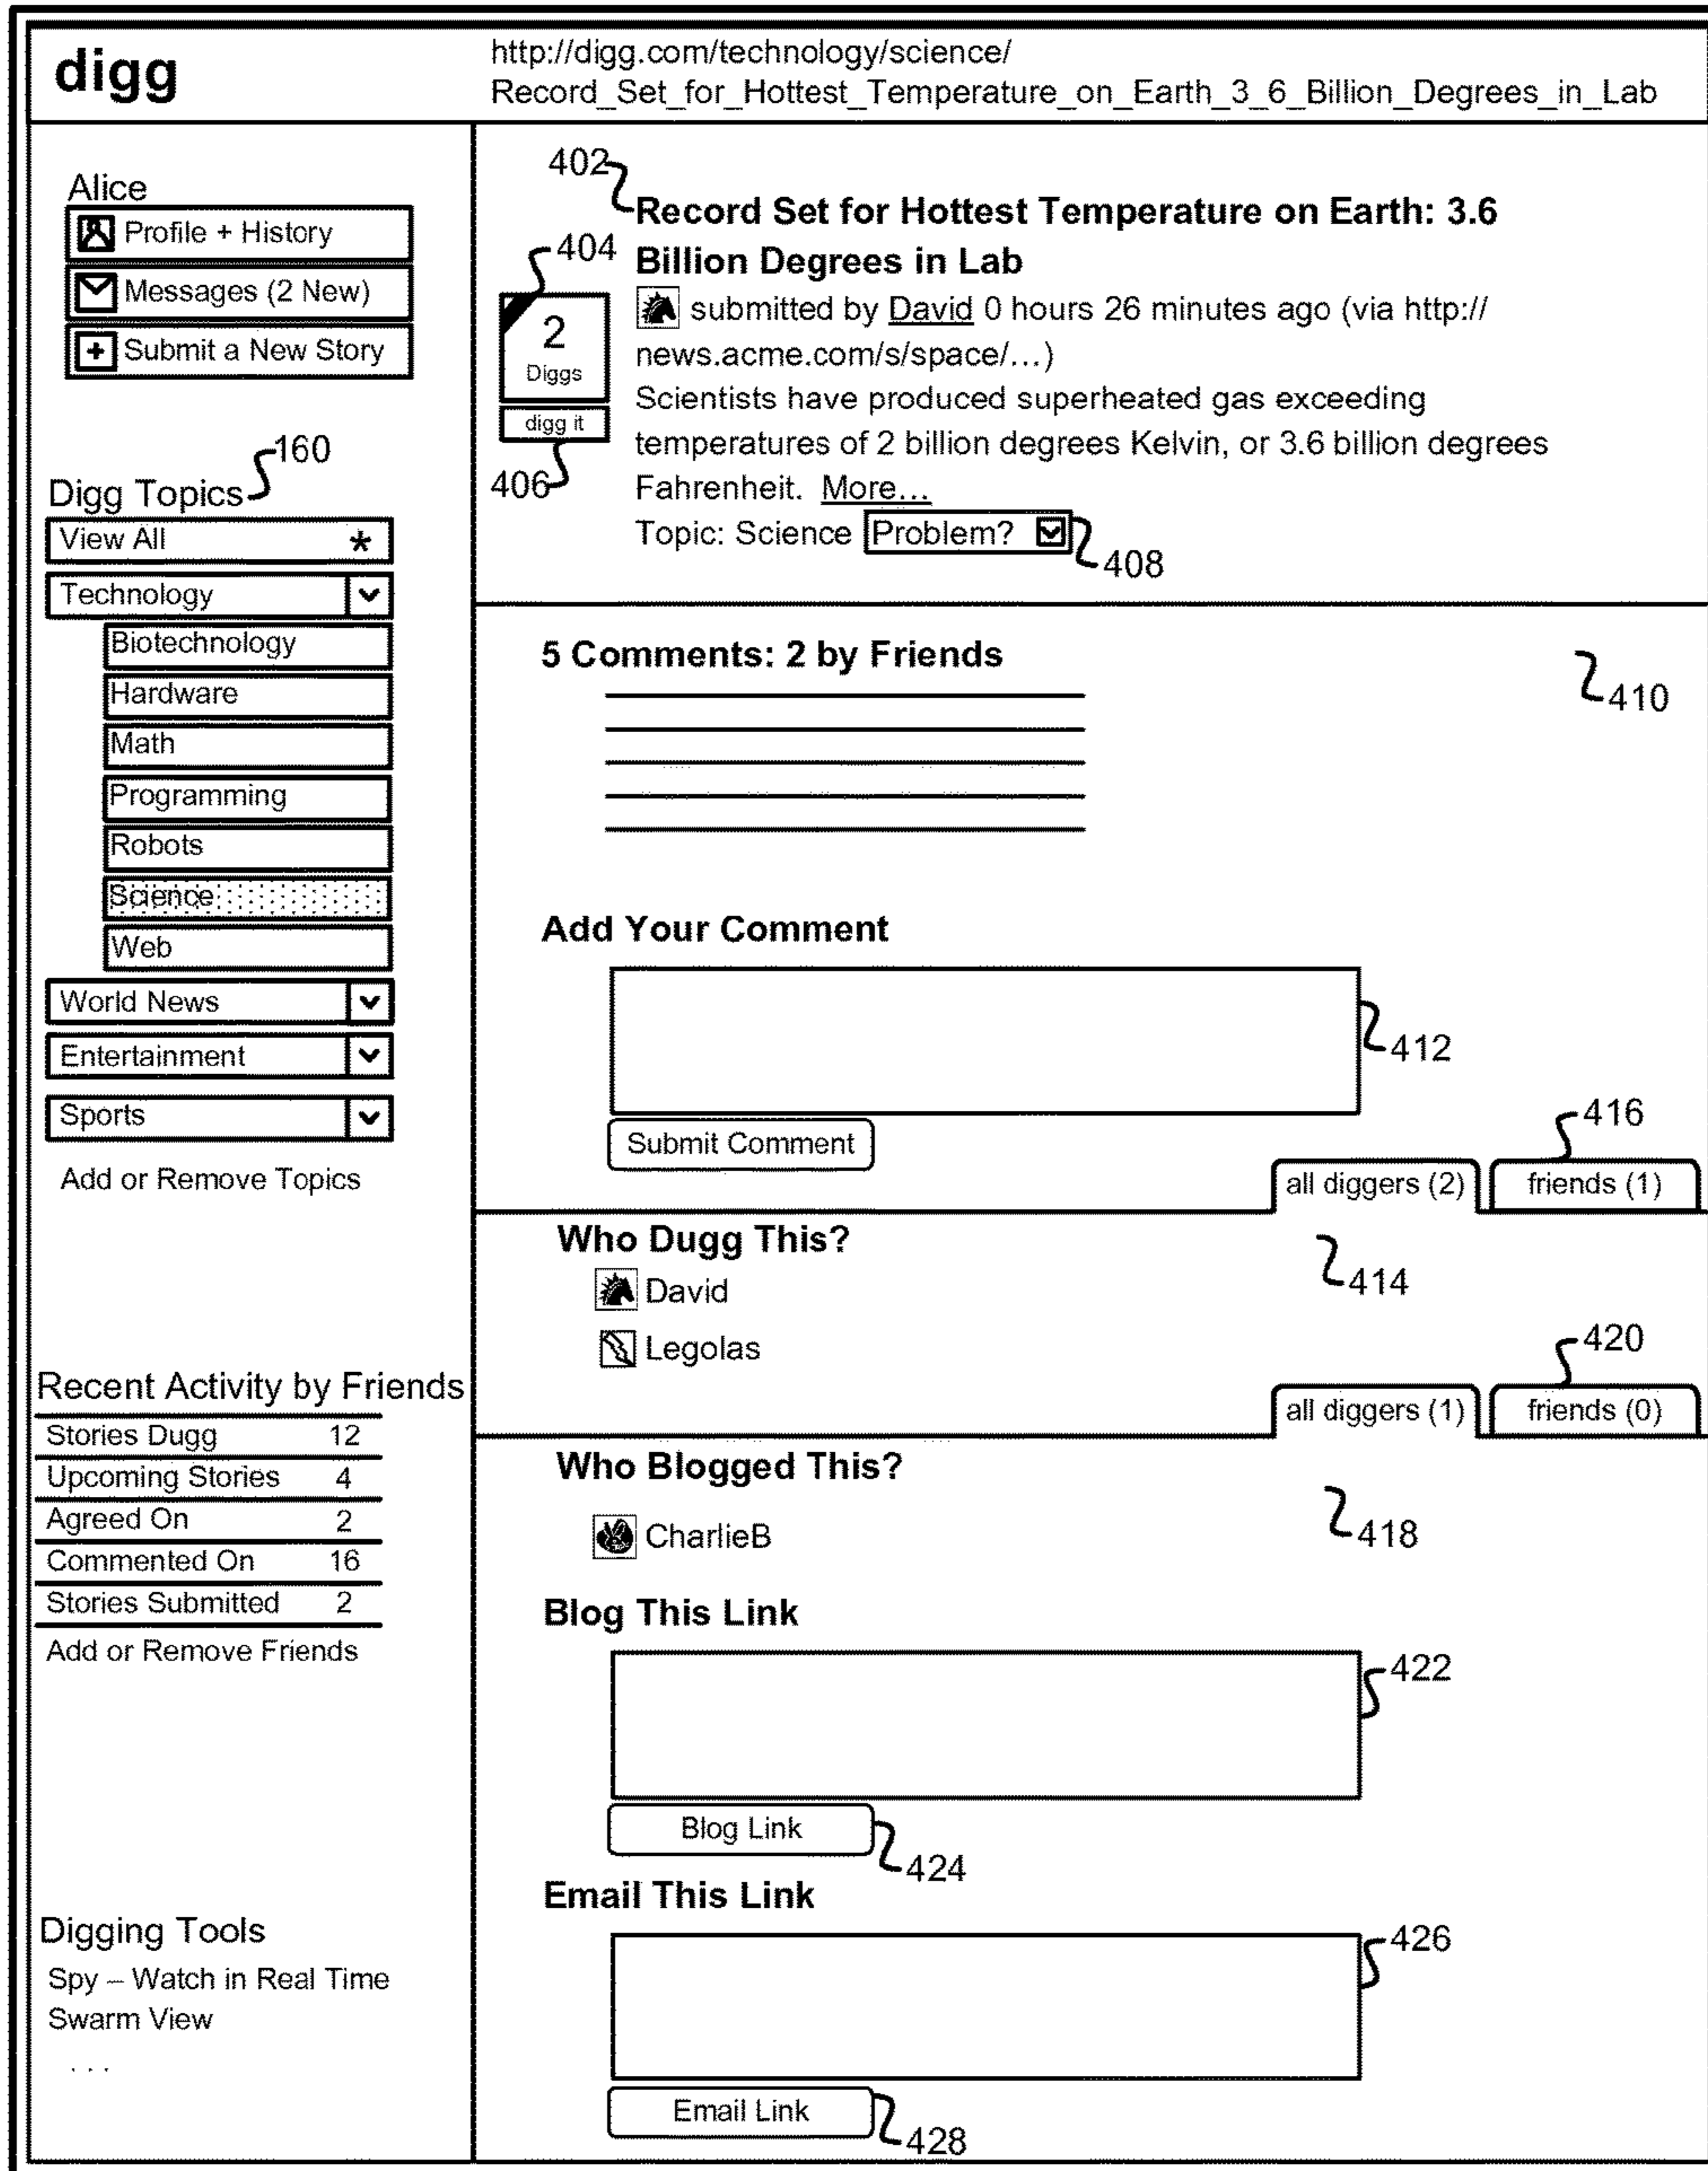 digg
http://digg.com/technology/science/
Record_Set_for_Hottest_Temperature_on_Earth_3_6_Billion_Degrees_in_Lab
Alice
Profile + History
Messages (2 New)
Submit a New Story
160
Digg Topics
View All *
Technology
Biotechnology
Hardware
Math
Programming
Robots
Science
Web
World News
Entertainment
Sports
Add or Remove Topics
Recent Activity by Friends
Stories Dugg 12
Upcoming Stories 4
Agreed On 2
Commented On 16
Stories Submitted 2
Add or Remove Friends
Digging Tools
Spy – Watch in Real Time
Swarm View
. . .
402
Record Set for Hottest Temperature on Earth: 3.6
Billion Degrees in Lab
404
2
Diggs
digg it
406
submitted by David 0 hours 26 minutes ago (via http://
news.acme.com/s/space/...)
Scientists have produced superheated gas exceeding
temperatures of 2 billion degrees Kelvin, or 3.6 billion degrees
Fahrenheit. More...
Topic: Science Problem?
408
5 Comments: 2 by Friends
410
Add Your Comment
412
Submit Comment
416
all diggers (2) friends (1)
Who Dugg This?
414
David
Legolas
420
all diggers (1) friends (0)
Who Blogged This?
418
CharlieB
Blog This Link
422
Blog Link
424
Email This Link
426
Email Link
428